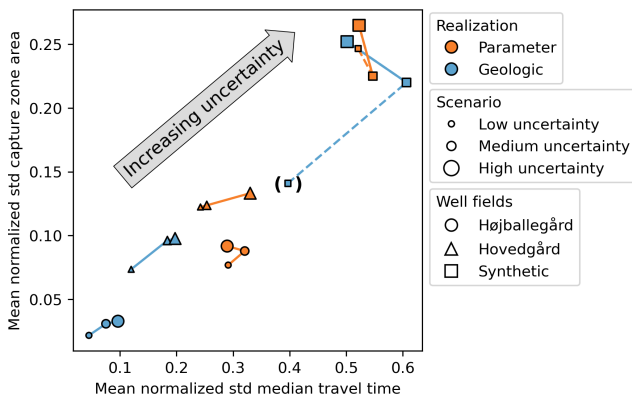 0.25
0.20
0.15
0.10
0.05
Mean normalized std capture zone area
Increasing uncertainty
( )
0.1 0.2 0.3 0.4 0.5 0.6
Mean normalized std median travel time
Realization
Parameter
Geologic
Scenario
Low uncertainty
Medium uncertainty
High uncertainty
Well fields
Højballegård
Hovedgård
Synthetic